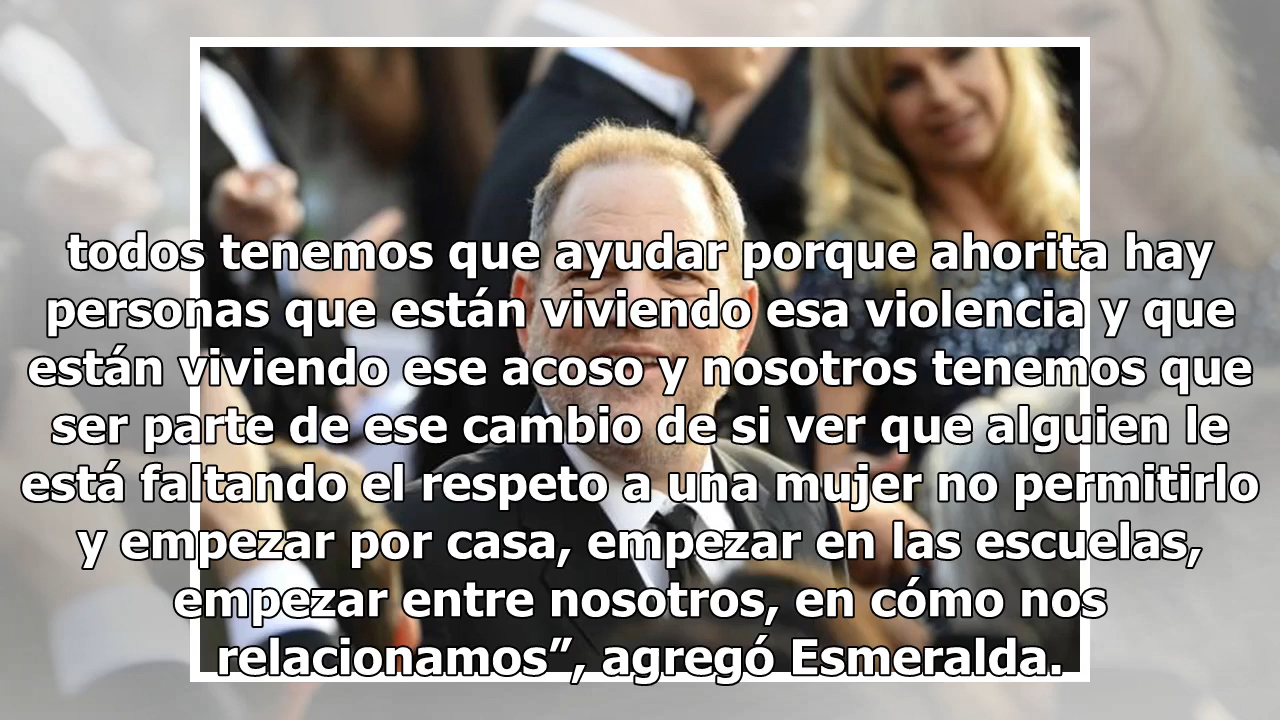 todos tenemos que ayudar porque ahorita hay
personas que están viviendo esa violencia y que
están viviendo ese acoso y nosotros tenemos que
ser parte de ese cambio de si ver que alguien le
está faltando el respeto a una mujer no permitirlo
y empezar por casa, empezar en las escuelas,
empezar entre nosotros, en cómo nos
relacionamos”, agregó Esmeralda.